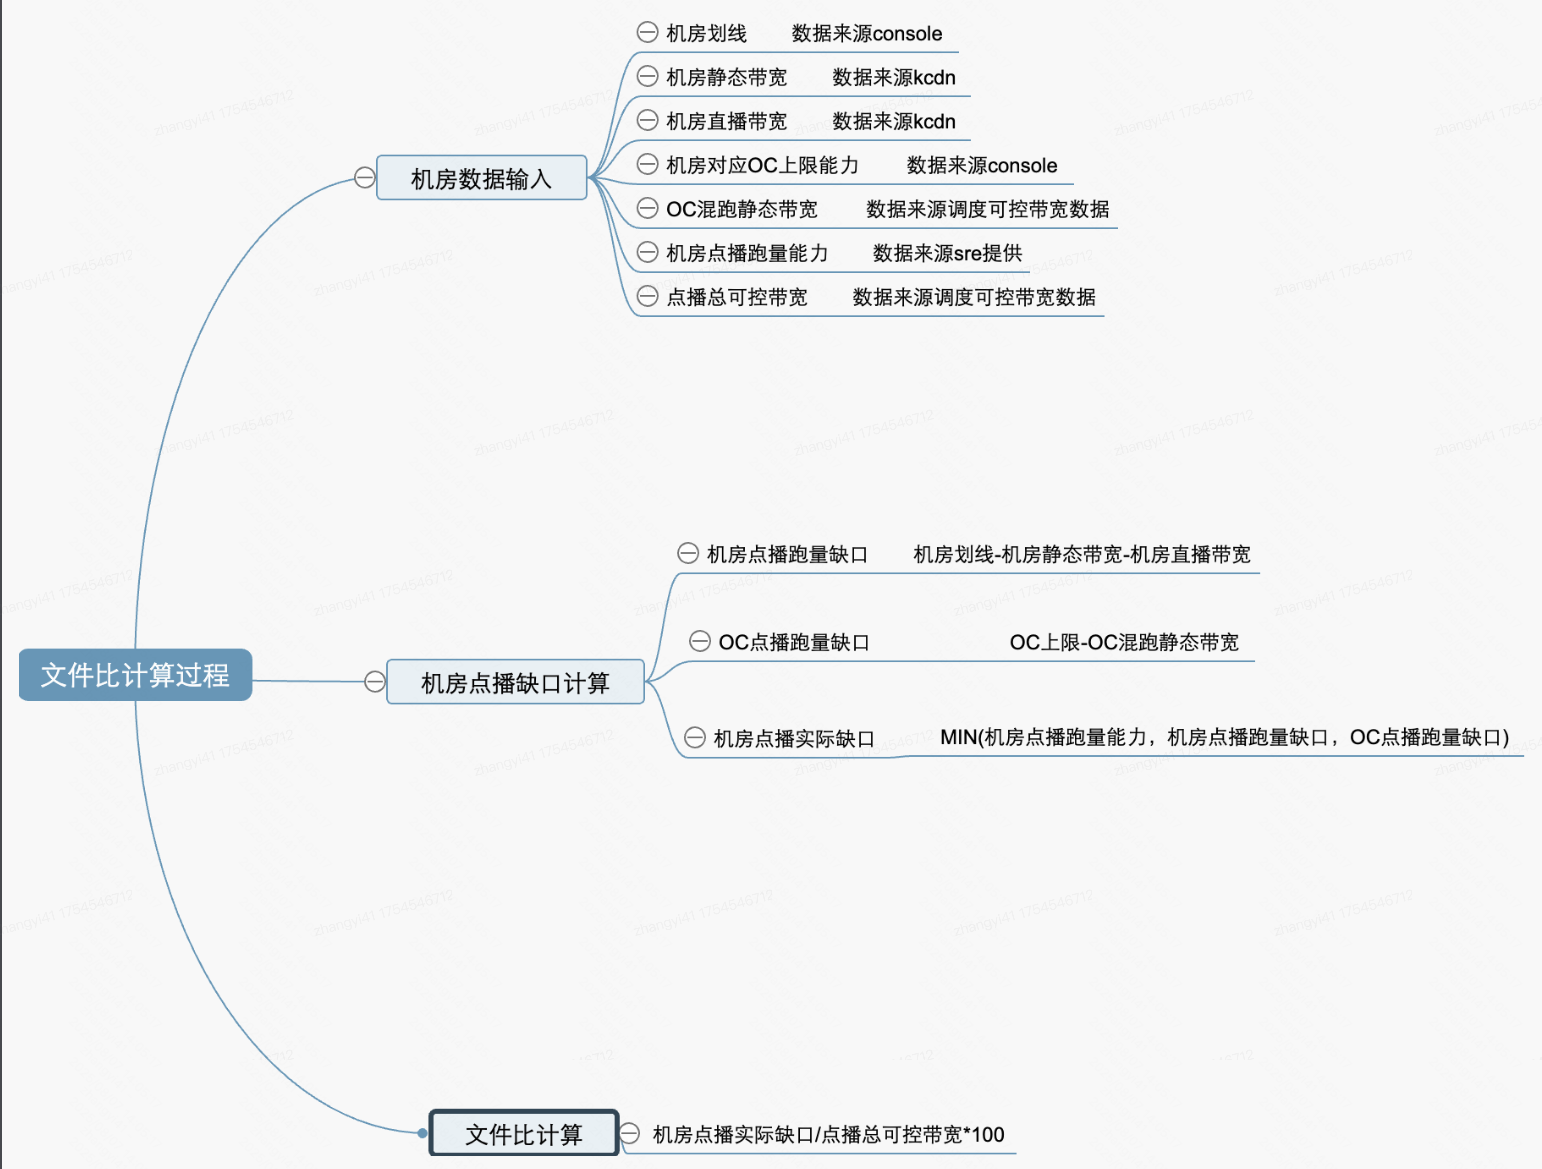 机房划线 数据来源console
机房静态带宽 数据来源kcdn
机房直播带宽 数据来源kcdn
机房数据输入
机房对应OC上限能力 数据来源console
OC混跑静态带宽 数据来源调度可控带宽数据
机房点播跑量能力 数据来源sre提供
点播总可控带宽 数据来源调度可控带宽数据
文件比计算过程
机房点播缺口计算
机房点播跑量缺口 机房划线-机房静态带宽-机房直播带宽
OC点播跑量缺口 OC上限-OC混跑静态带宽
机房点播实际缺口 MIN(机房点播跑量能力，机房点播跑量缺口，OC点播跑量缺口)
文件比计算 机房点播实际缺口/点播总可控带宽*100
zhangyi41 1754546712